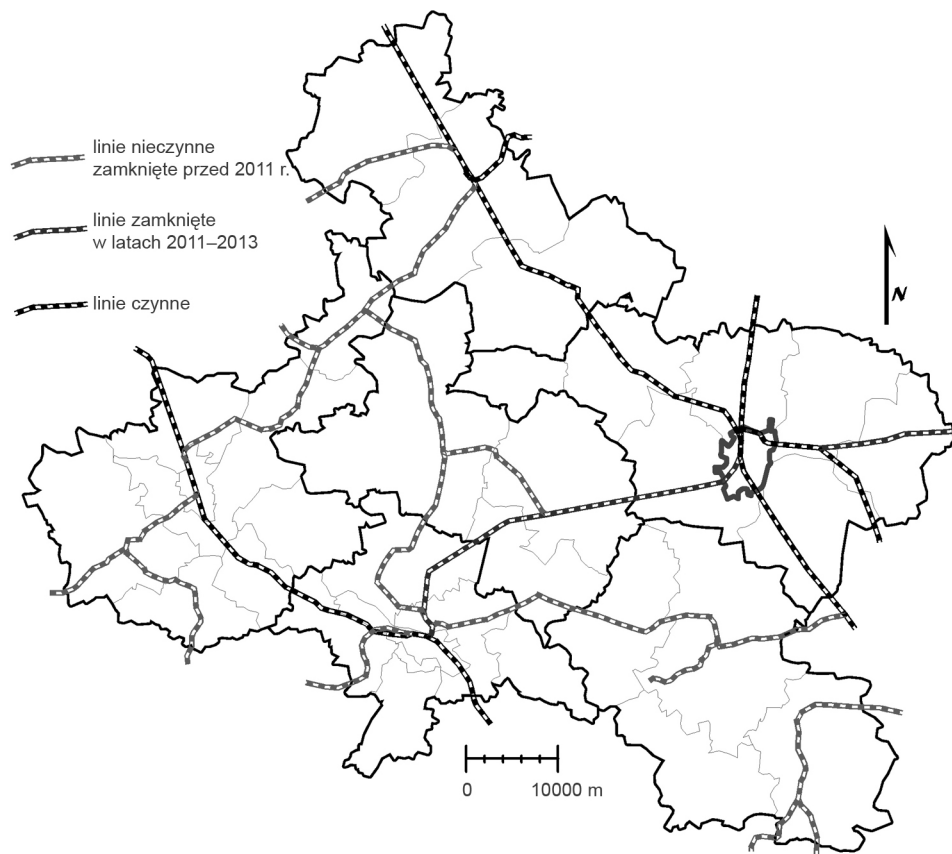 linie nieczynne
zamknięte przed 2011 r.
linie zamknięte
w latach 2011–2013
linie czynne
N
0 10000 m